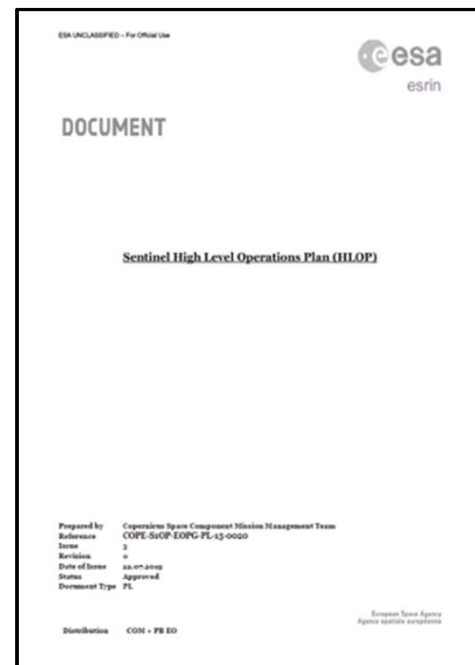 ESA UNCLASSIFIED – For Official Use
esa
esrin
DOCUMENT
Sentinel High Level Operations Plan (HLOP)
Prepared by Copernicus Space Component Mission Management Team
Reference COPE-S1OP-EOPG-PL-15-0020
Issue 3
Revision 0
Date of Issue 22.07.2019
Status Approved
Document Type PL
Distribution COM + PB EO
European Space Agency
Agence spatiale européenne